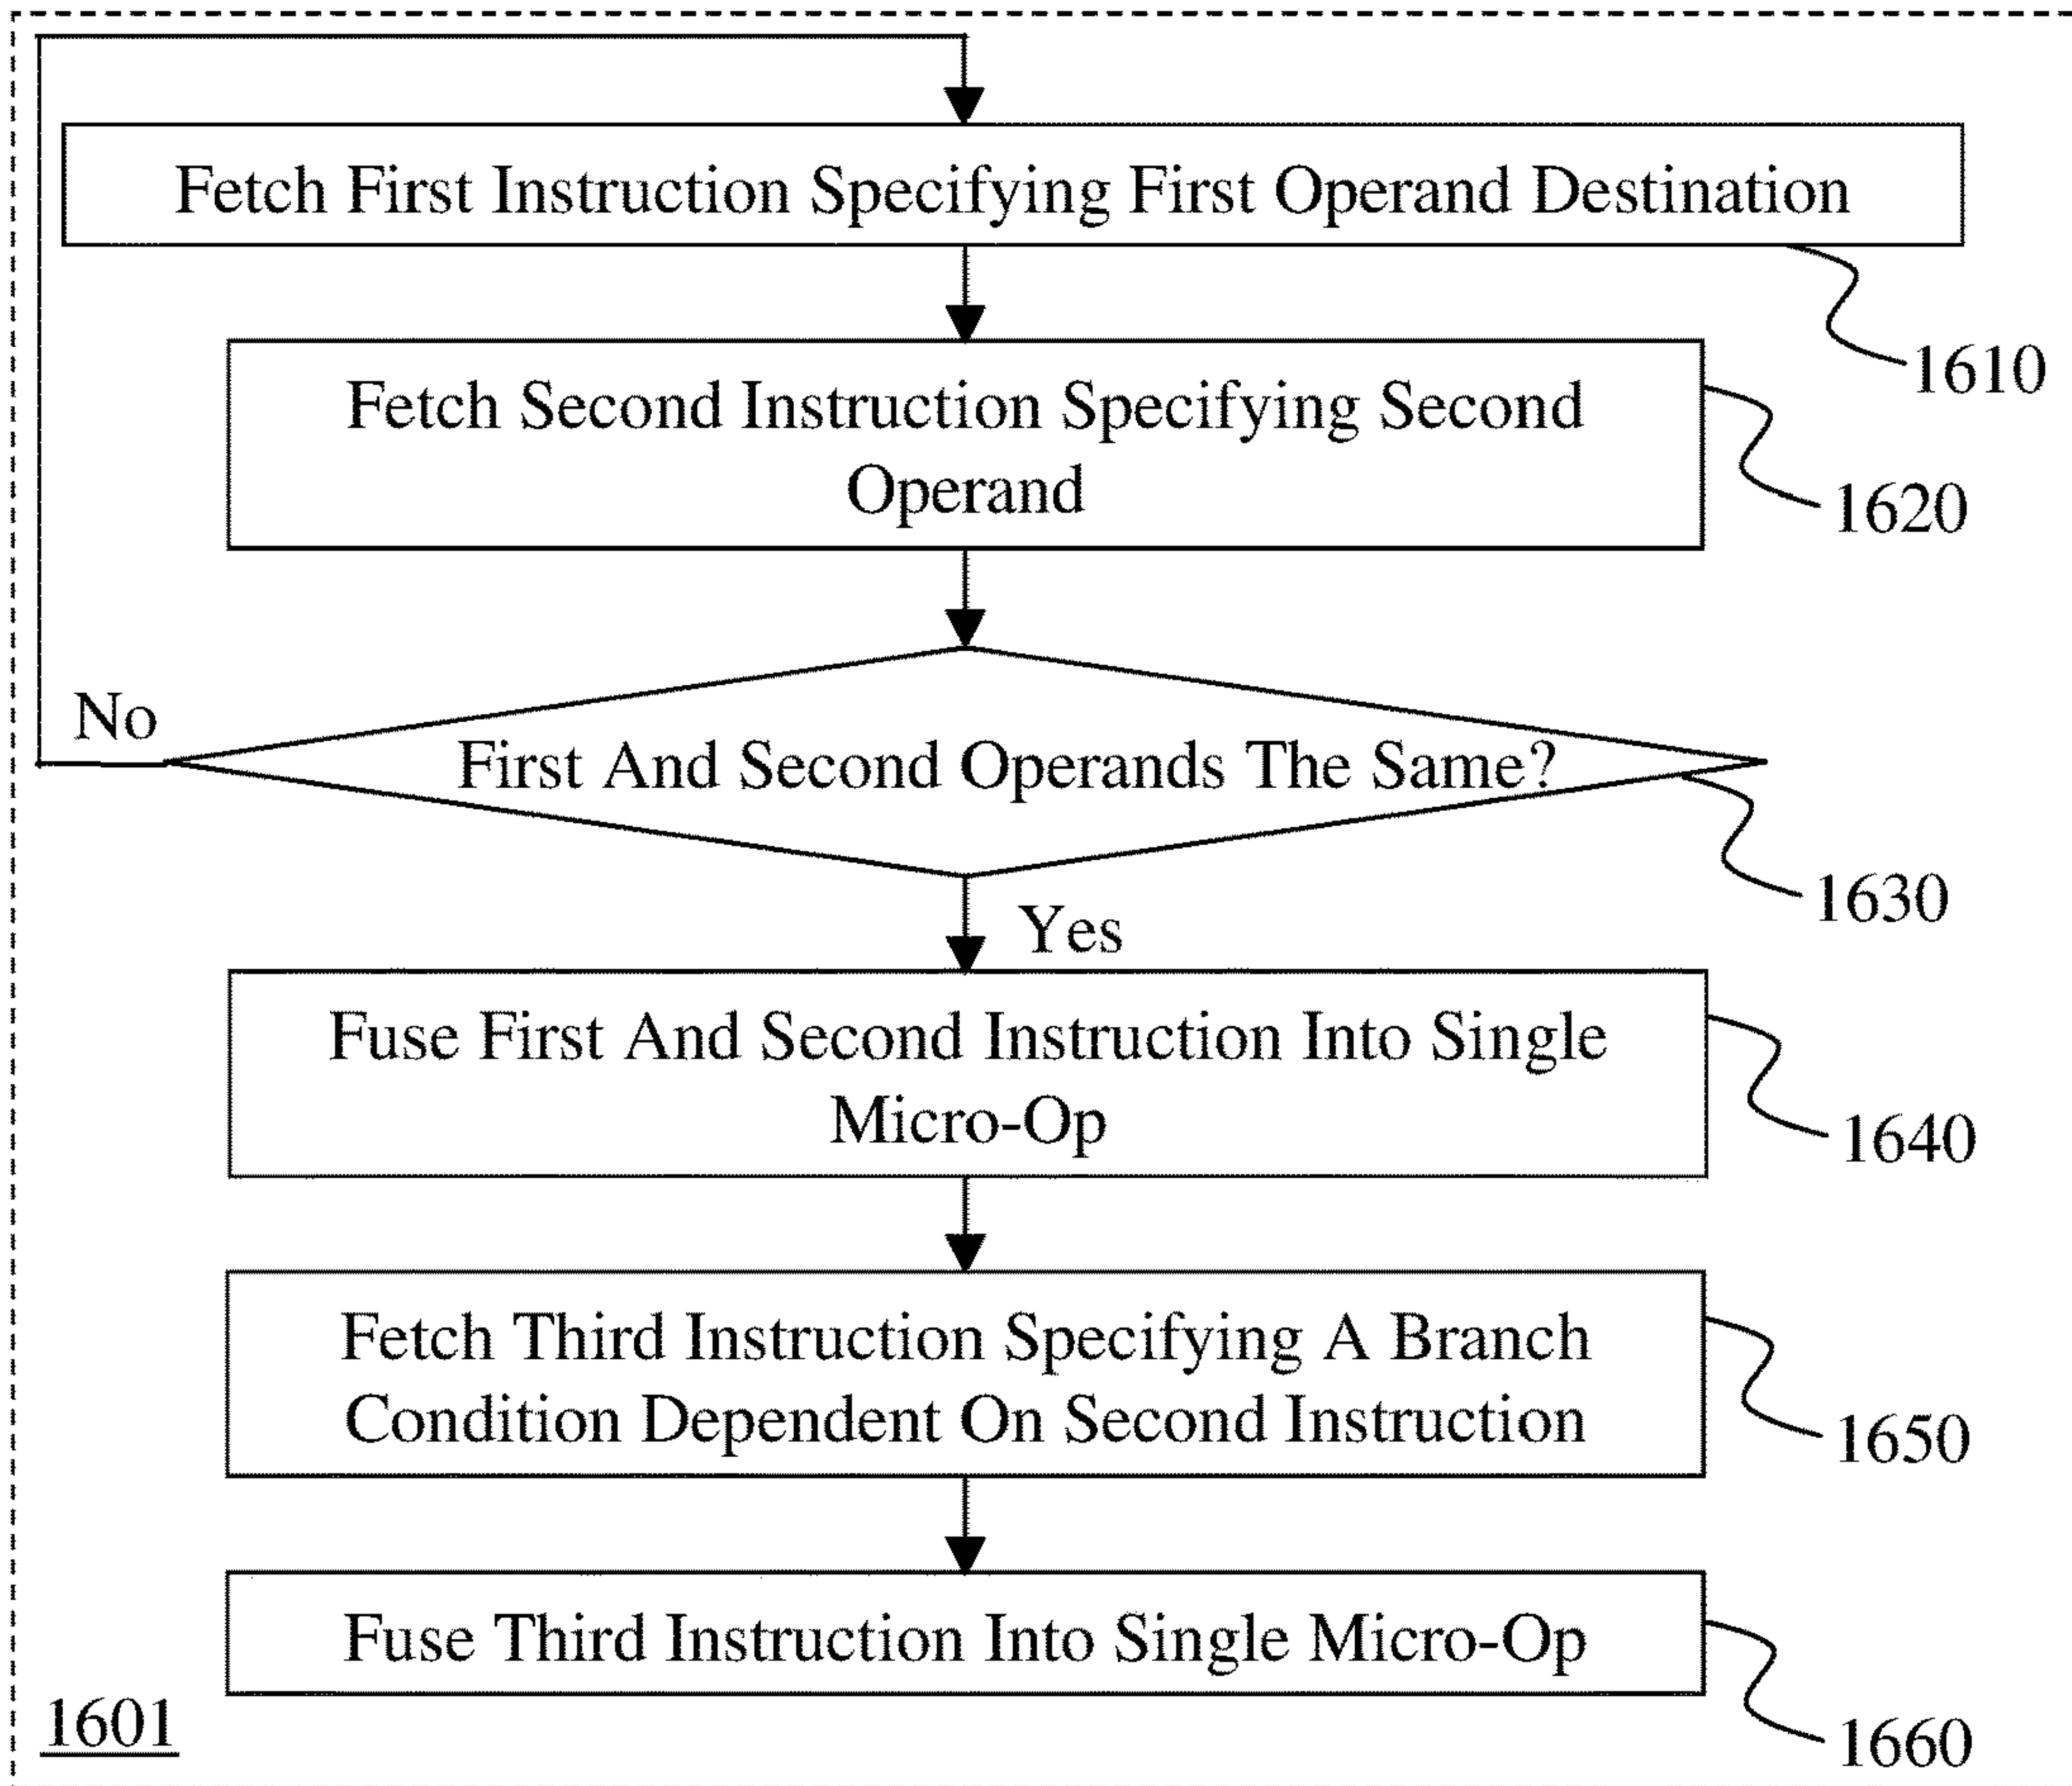 Fetch First Instruction Specifying First Operand Destination
1610
Fetch Second Instruction Specifying Second
Operand
1620
No
First And Second Operands The Same?
1630
Yes
Fuse First And Second Instruction Into Single
Micro-Op
1640
Fetch Third Instruction Specifying A Branch
Condition Dependent On Second Instruction
1650
Fuse Third Instruction Into Single Micro-Op
1660
1601